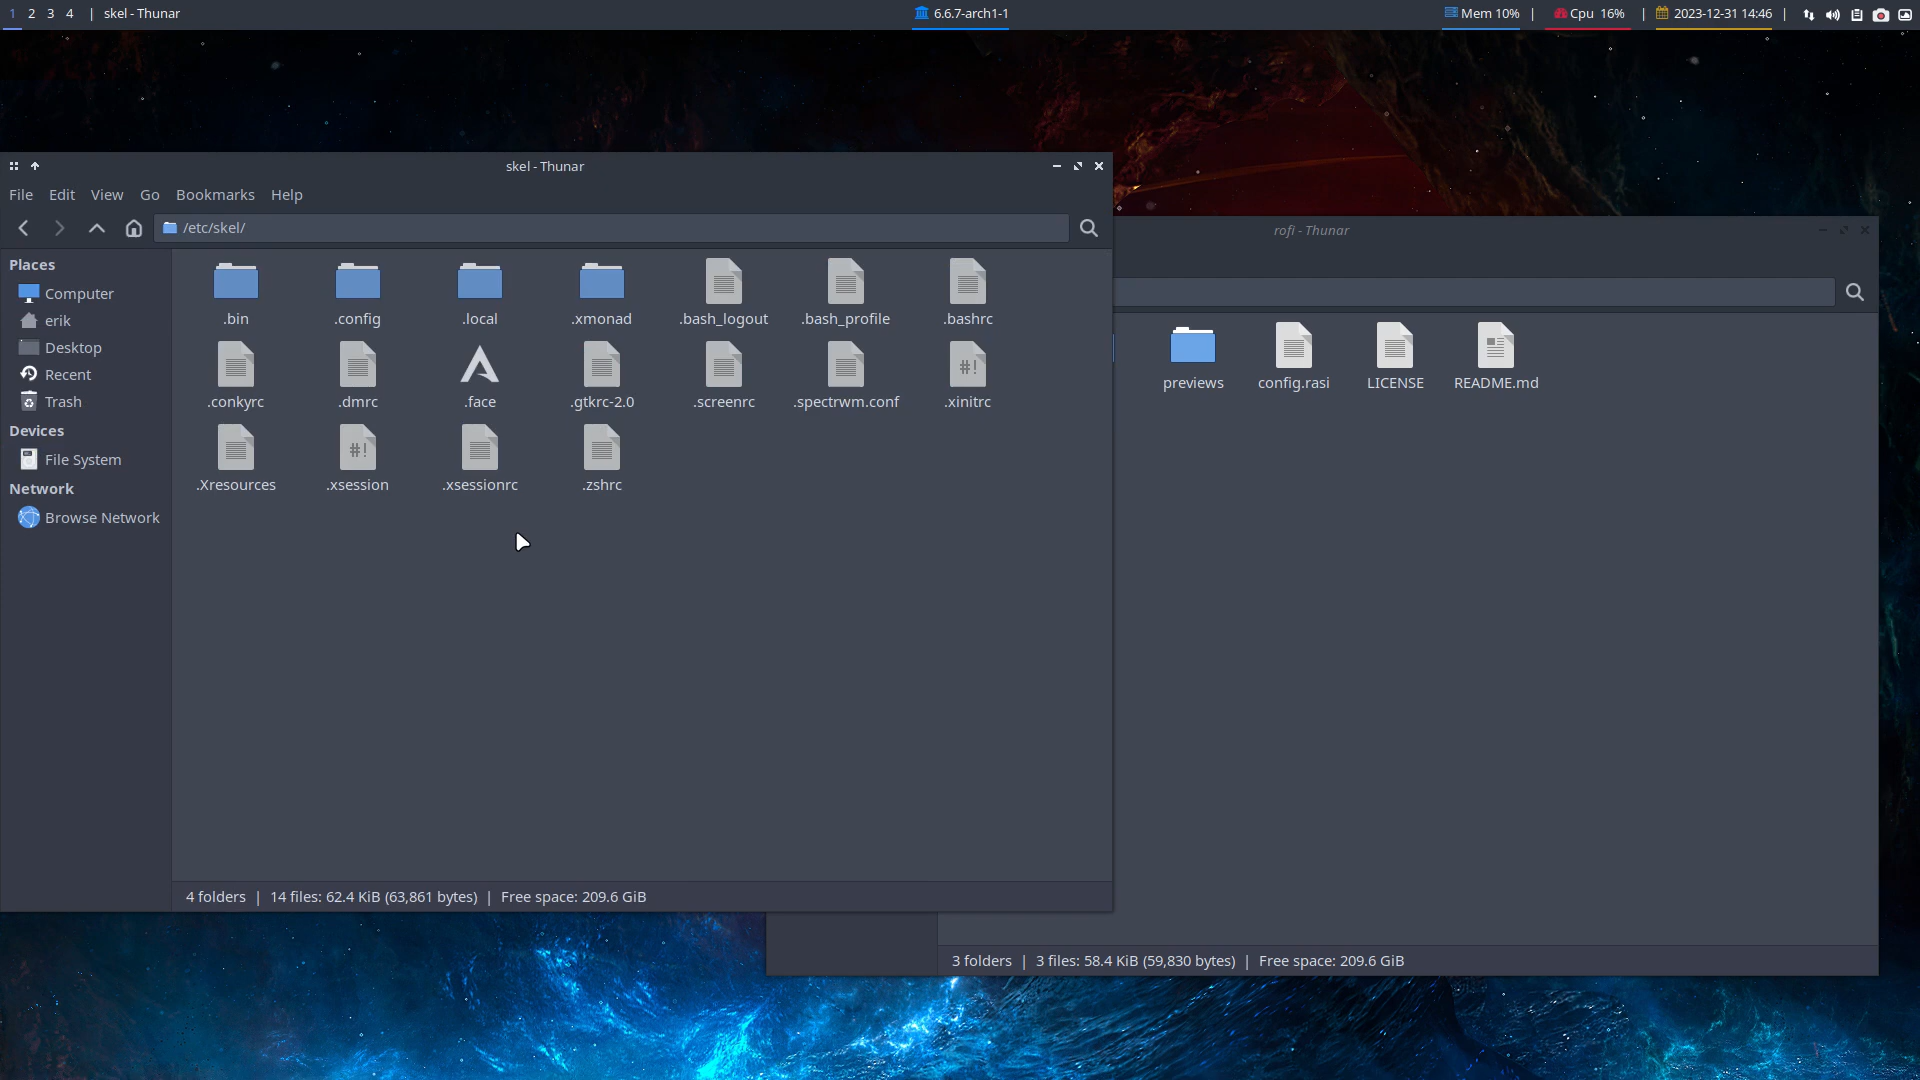 1 2 3 4 | skel - Thunar
6.6.7-arch1-1
Mem 10% | Cpu 16% | 2023-12-31 14:46 |
skel - Thunar
File Edit View Go Bookmarks Help
/etc/skel/
Places
Computer
erik
Desktop
Recent
Trash
Devices
File System
Network
Browse Network
.bin .config .local .xmonad .bash_logout .bash_profile .bashrc
.conkyrc .dmrc .face .gtkrc-2.0 .screenrc .spectrwm.conf .xinitrc
.Xresources .xsession .xsessionrc .zshrc
4 folders | 14 files: 62.4 KiB (63,861 bytes) | Free space: 209.6 GiB
rofi - Thunar
previews config.rasi LICENSE README.md
3 folders | 3 files: 58.4 KiB (59,830 bytes) | Free space: 209.6 GiB